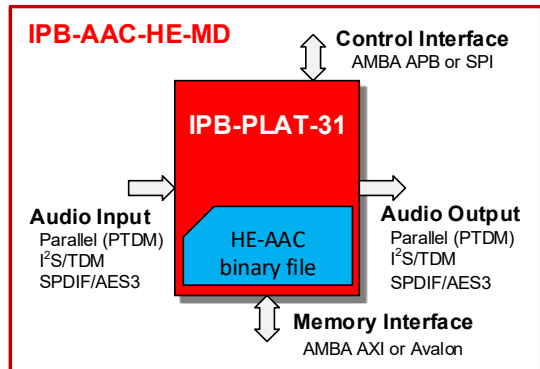 IPB-AAC-HE-MD
Control Interface
AMBA APB or SPI
IPB-PLAT-31
Audio Input
Parallel (PTDM)
I²S/TDM
SPDIF/AES3
HE-AAC
binary file
Audio Output
Parallel (PTDM)
I²S/TDM
SPDIF/AES3
Memory Interface
AMBA AXI or Avalon